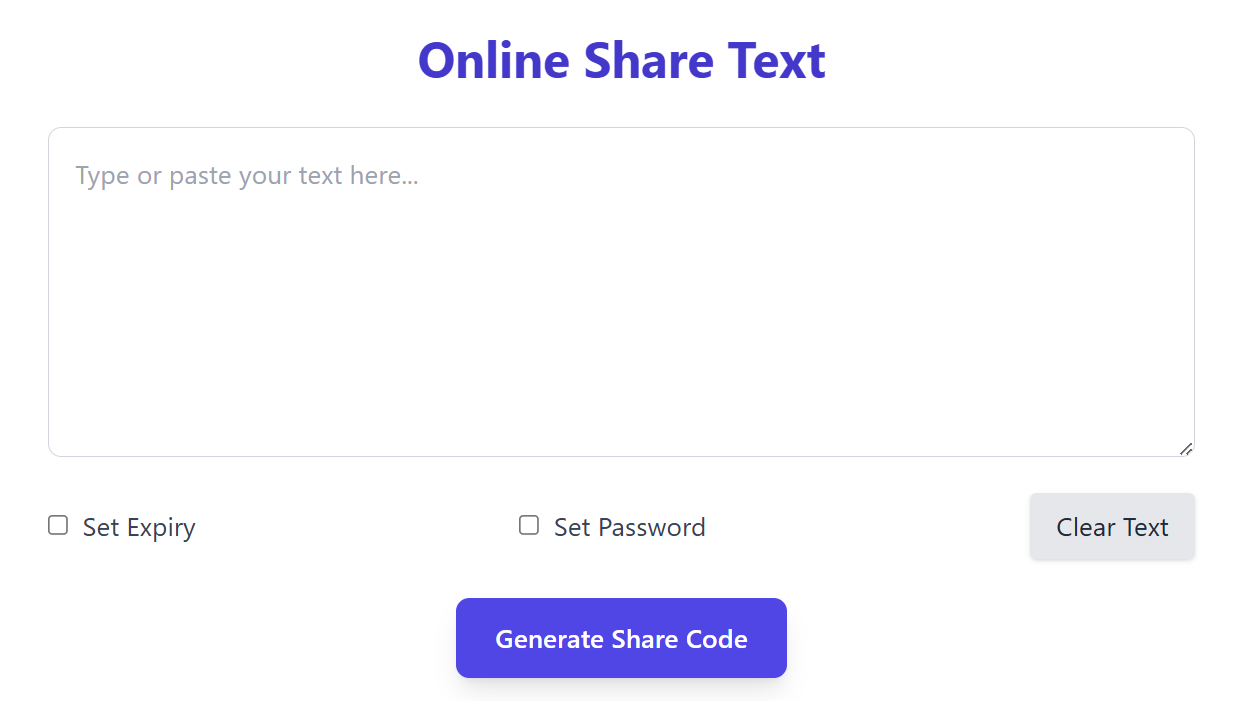 Online Share Text
Type or paste your text here...
Set Expiry
Set Password
Clear Text
Generate Share Code